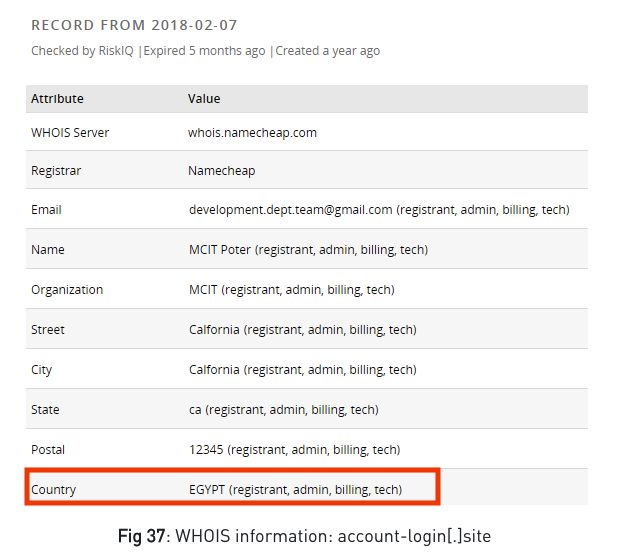 RECORD FROM 2018-02-07
Checked by RiskIQ |Expired 5 months ago |Created a year ago
Attribute Value
WHOIS Server whois.namecheap.com
Registrar Namecheap
Email development.dept.team@gmail.com (registrant, admin, billing, tech)
Name MCIT Poter (registrant, admin, billing, tech)
Organization MCIT (registrant, admin, billing, tech)
Street Calfornia (registrant, admin, billing, tech)
City Calfornia (registrant, admin, billing, tech)
State ca (registrant, admin, billing, tech)
Postal 12345 (registrant, admin, billing, tech)
Country EGYPT (registrant, admin, billing, tech)
Fig 37: WHOIS information: account-login[.]site